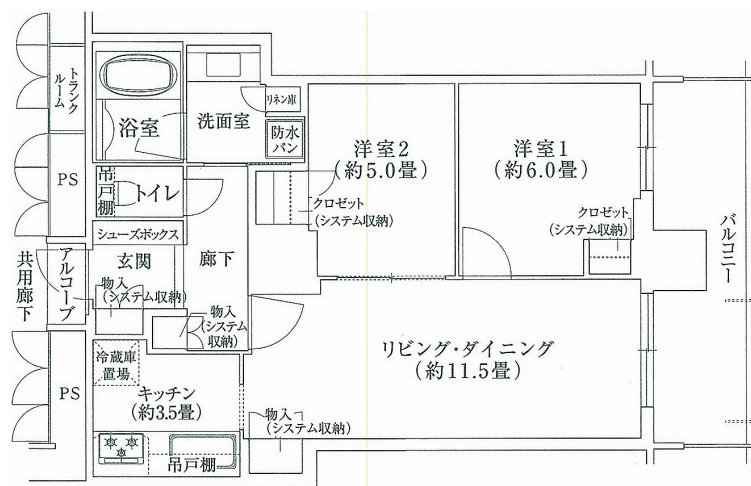 トランク
ルーム
浴室
洗面室
リネン庫
防水
パン
洋室2
(約5.0畳)
洋室1
(約6.0畳)
PS
吊戸棚
トイレ
クロゼット
(システム収納)
クロゼット
(システム収納)
バルコニー
シューズボックス
玄関
廊下
アルコーブ
共用廊下
物入
(システム収納)
物入
(システム
収納)
リビング・ダイニング
(約11.5畳)
冷蔵庫
置場
キッチン
(約3.5畳)
PS
物入
(システム収納)
吊戸棚